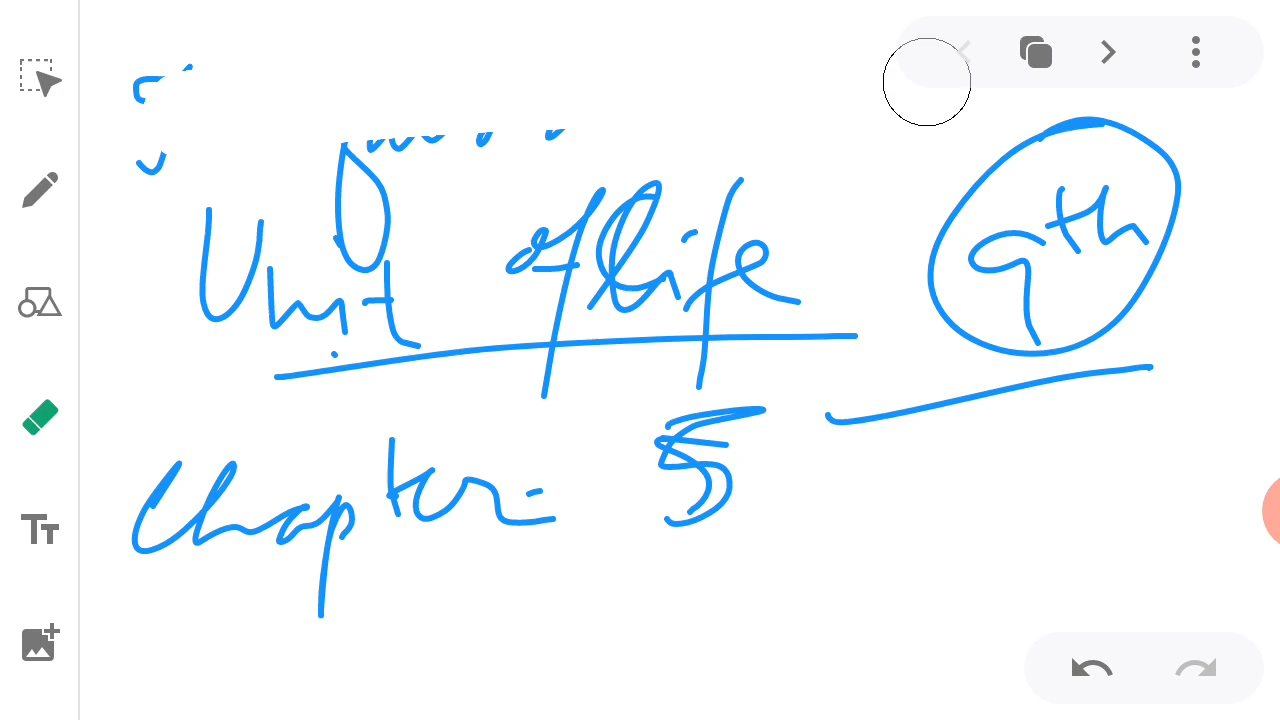 Unit of life
9th
Chapter- 5